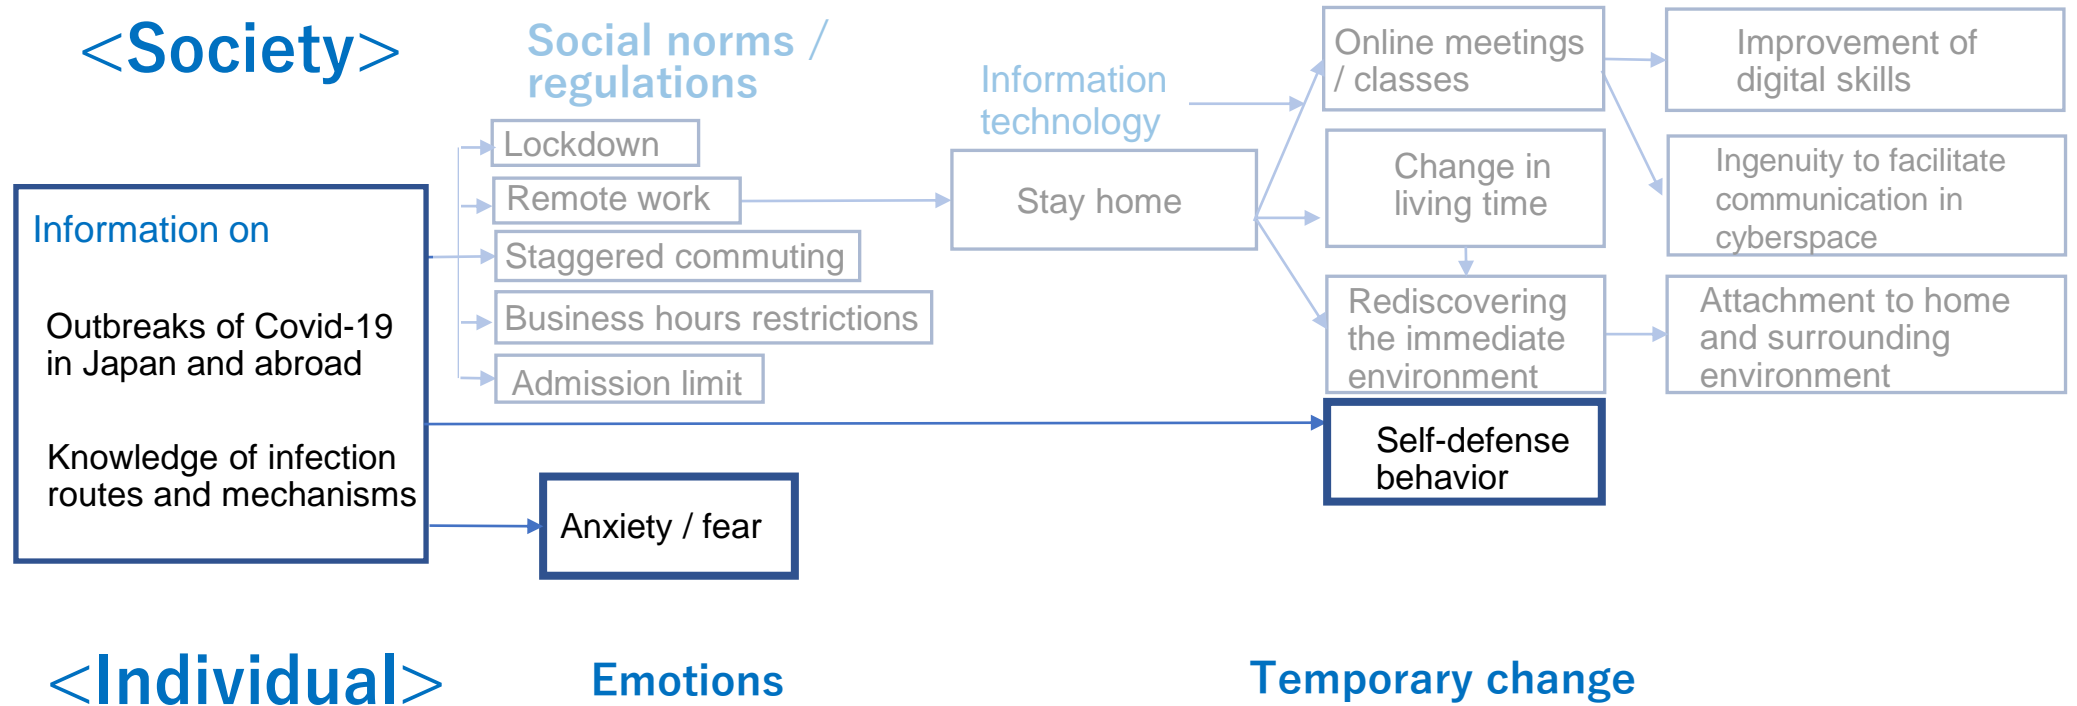 <Society>
Social norms /
regulations
Lockdown
Remote work
Staggered commuting
Business hours restrictions
Admission limit
Information on
Outbreaks of Covid-19
in Japan and abroad
Knowledge of infection
routes and mechanisms
Anxiety / fear
Information
technology
Stay home
Online meetings
/ classes
Change in
living time
Rediscovering
the immediate
environment
Self-defense
behavior
Improvement of
digital skills
Ingenuity to facilitate
communication in
cyberspace
Attachment to home
and surrounding
environment
<Individual>
Emotions
Temporary change